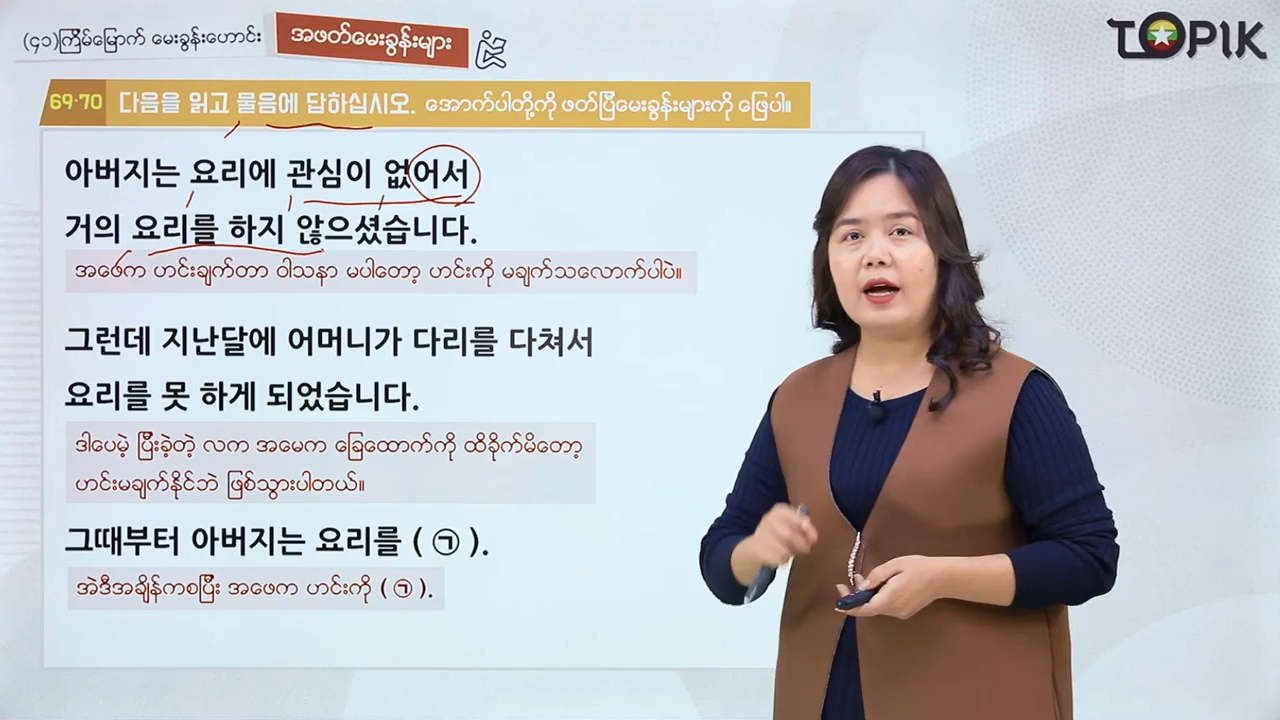 (၄၁)ကြိမ်မြောက် မေးခွန်းဟောင်း
အဖတ်မေးခွန်းများ
TOPIK
69·70 다음을 읽고 물음에 답하십시오. အောက်ပါတို့ကို ဖတ်ပြီးမေးခွန်းများကို ဖြေပါ။
아버지는 요리에 관심이 없어서
거의 요리를 하지 않으셨습니다.
အဖေက ဟင်းချက်တာ ဝါသနာ မပါတော့ ဟင်းကို မချက်သလောက်ပါပဲ။
그런데 지난달에 어머니가 다리를 다쳐서
요리를 못 하게 되었습니다.
ဒါပေမဲ့ ပြီးခဲ့တဲ့ လက အမေက ခြေထောက်ကို ထိခိုက်မိတော့
ဟင်းမချက်နိုင်ဘဲ ဖြစ်သွားပါတယ်။
그때부터 아버지는 요리를 ( ㉠ ).
အဲဒီအချိန်ကစပြီး အဖေက ဟင်းကို ( ㉠ ).